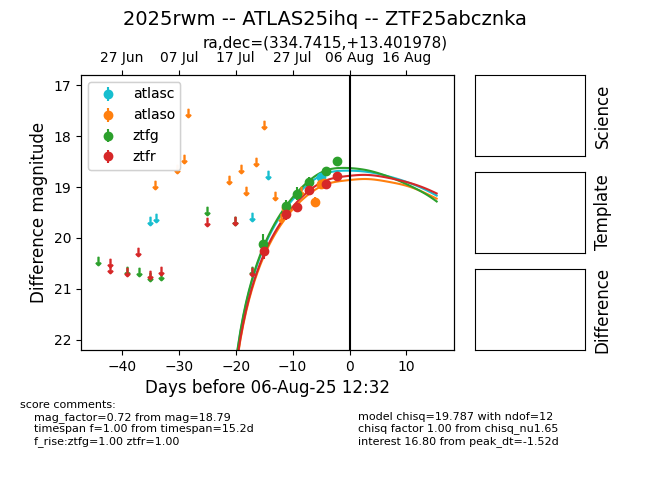 2025rwm -- ATLAS25ihq -- ZTF25abcznka
ra,dec=(334.7415,+13.401978)
27 Jun 07 Jul 17 Jul 27 Jul 06 Aug 16 Aug
atlasc
atlaso
ztfg
ztfr
17
18
19
20
21
22
Difference magnitude
−40 −30 −20 −10 0 10
Days before 06-Aug-25 12:32
Science
Template
Difference
score comments:
mag_factor=0.72 from mag=18.79
timespan f=1.00 from timespan=15.2d
f_rise:ztfg=1.00 ztfr=1.00
model chisq=19.787 with ndof=12
chisq factor 1.00 from chisq_nu1.65
interest 16.80 from peak_dt=-1.52d